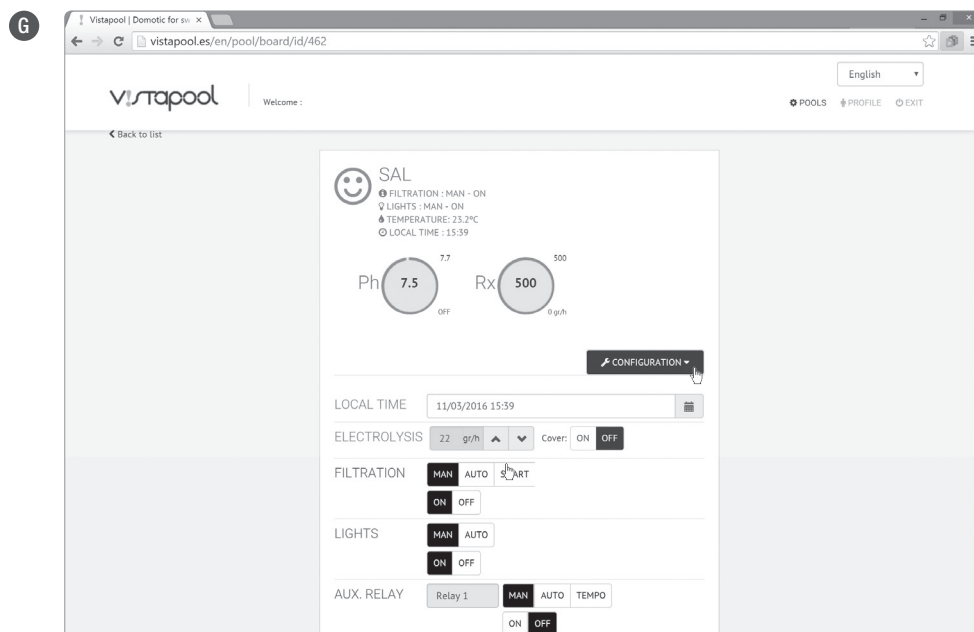 G
Vistapool | Domotic for sw
vistapool.es/en/pool/board/id/462
English
v!stapool
Welcome :
POOLS PROFILE EXIT
Back to list
SAL
FILTRATION : MAN - ON
LIGHTS : MAN - ON
TEMPERATURE: 23.2ºC
LOCAL TIME : 15:39
7.7 500
Ph 7.5 Rx 500
OFF 0 gr/h
CONFIGURATION
LOCAL TIME 11/03/2016 15:39
ELECTROLYSIS 22 gr/h Cover: ON OFF
FILTRATION MAN AUTO START
ON OFF
LIGHTS MAN AUTO
ON OFF
AUX. RELAY Relay 1 MAN AUTO TEMPO
ON OFF